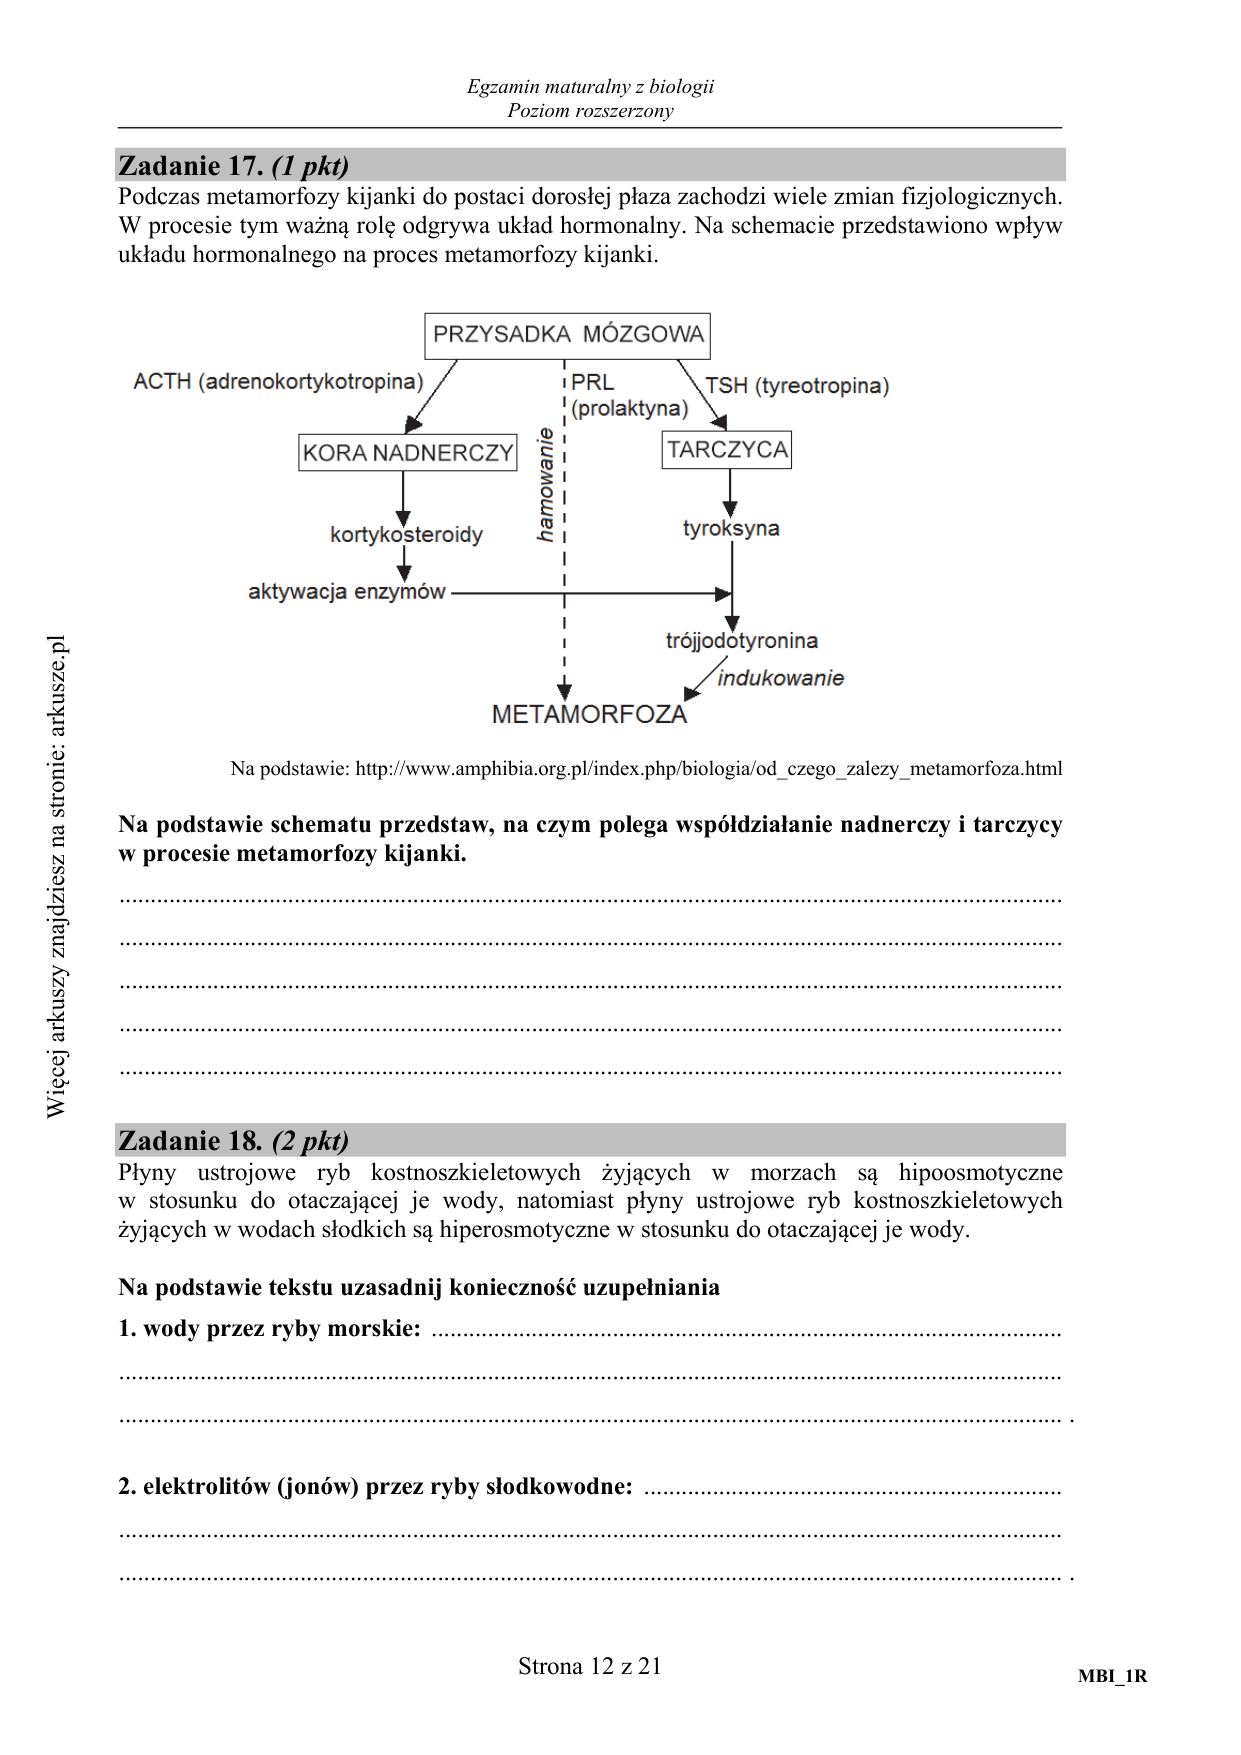 Egzamin maturalny z biologii
Poziom rozszerzony
Zadanie 17. (1 pkt)
Podczas metamorfozy kijanki do postaci dorosłej płaza zachodzi wiele zmian fizjologicznych.
W procesie tym ważną rolę odgrywa układ hormonalny. Na schemacie przedstawiono wpływ
układu hormonalnego na proces metamorfozy kijanki.
PRZYSADKA MÓZGOWA
ACTH (adrenokortykotropina)
PRL
(prolaktyna)
TSH (tyreotropina)
hamowanie
KORA NADNERCZY
TARCZYCA
kortykosteroidy
tyroksyna
aktywacja enzymów
trójjodotyronina
indukowanie
METAMORFOZA
Na podstawie: http://www.amphibia.org.pl/index.php/biologia/od_czego_zalezy_metamorfoza.html
Na podstawie schematu przedstaw, na czym polega współdziałanie nadnerczy i tarczycy
w procesie metamorfozy kijanki.
Zadanie 18. (2 pkt)
Płyny ustrojowe ryb kostnoszkieletowych żyjących w morzach są hipoosmotyczne
w stosunku do otaczającej je wody, natomiast płyny ustrojowe ryb kostnoszkieletowych
żyjących w wodach słodkich są hiperosmotyczne w stosunku do otaczającej je wody.
Na podstawie tekstu uzasadnij konieczność uzupełniania
1. wody przez ryby morskie: ....................................................................................................
.
2. elektrolitów (jonów) przez ryby słodkowodne: ..................................................................
.
Strona 12 z 21
MBI_1R
Więcej arkuszy znajdziesz na stronie: arkusze.pl